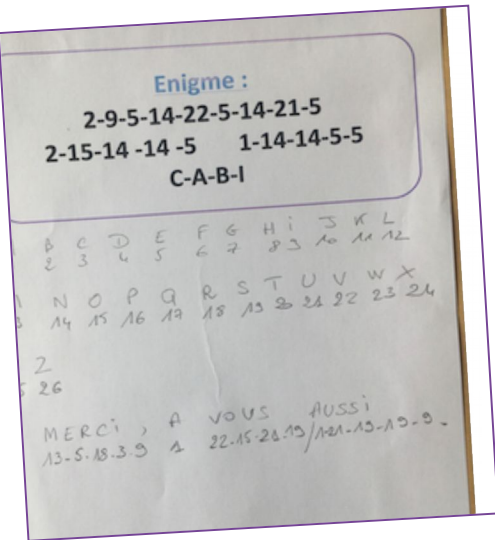 Enigme :
2-9-5-14-22-5-14-21-5
2-15-14 -14 -5 1-14-14-5-5
C-A-B-I
B C D E F G H i J K L
2 3 4 5 6 7 8 9 10 11 12
N O P Q R S T U V W X
14 15 16 17 18 19 20 21 22 23 24
Z
26
MERCi , A VOUS AUSSi
13-5-18-3-9 1 22-15-21-19/1-21-19-19-9-